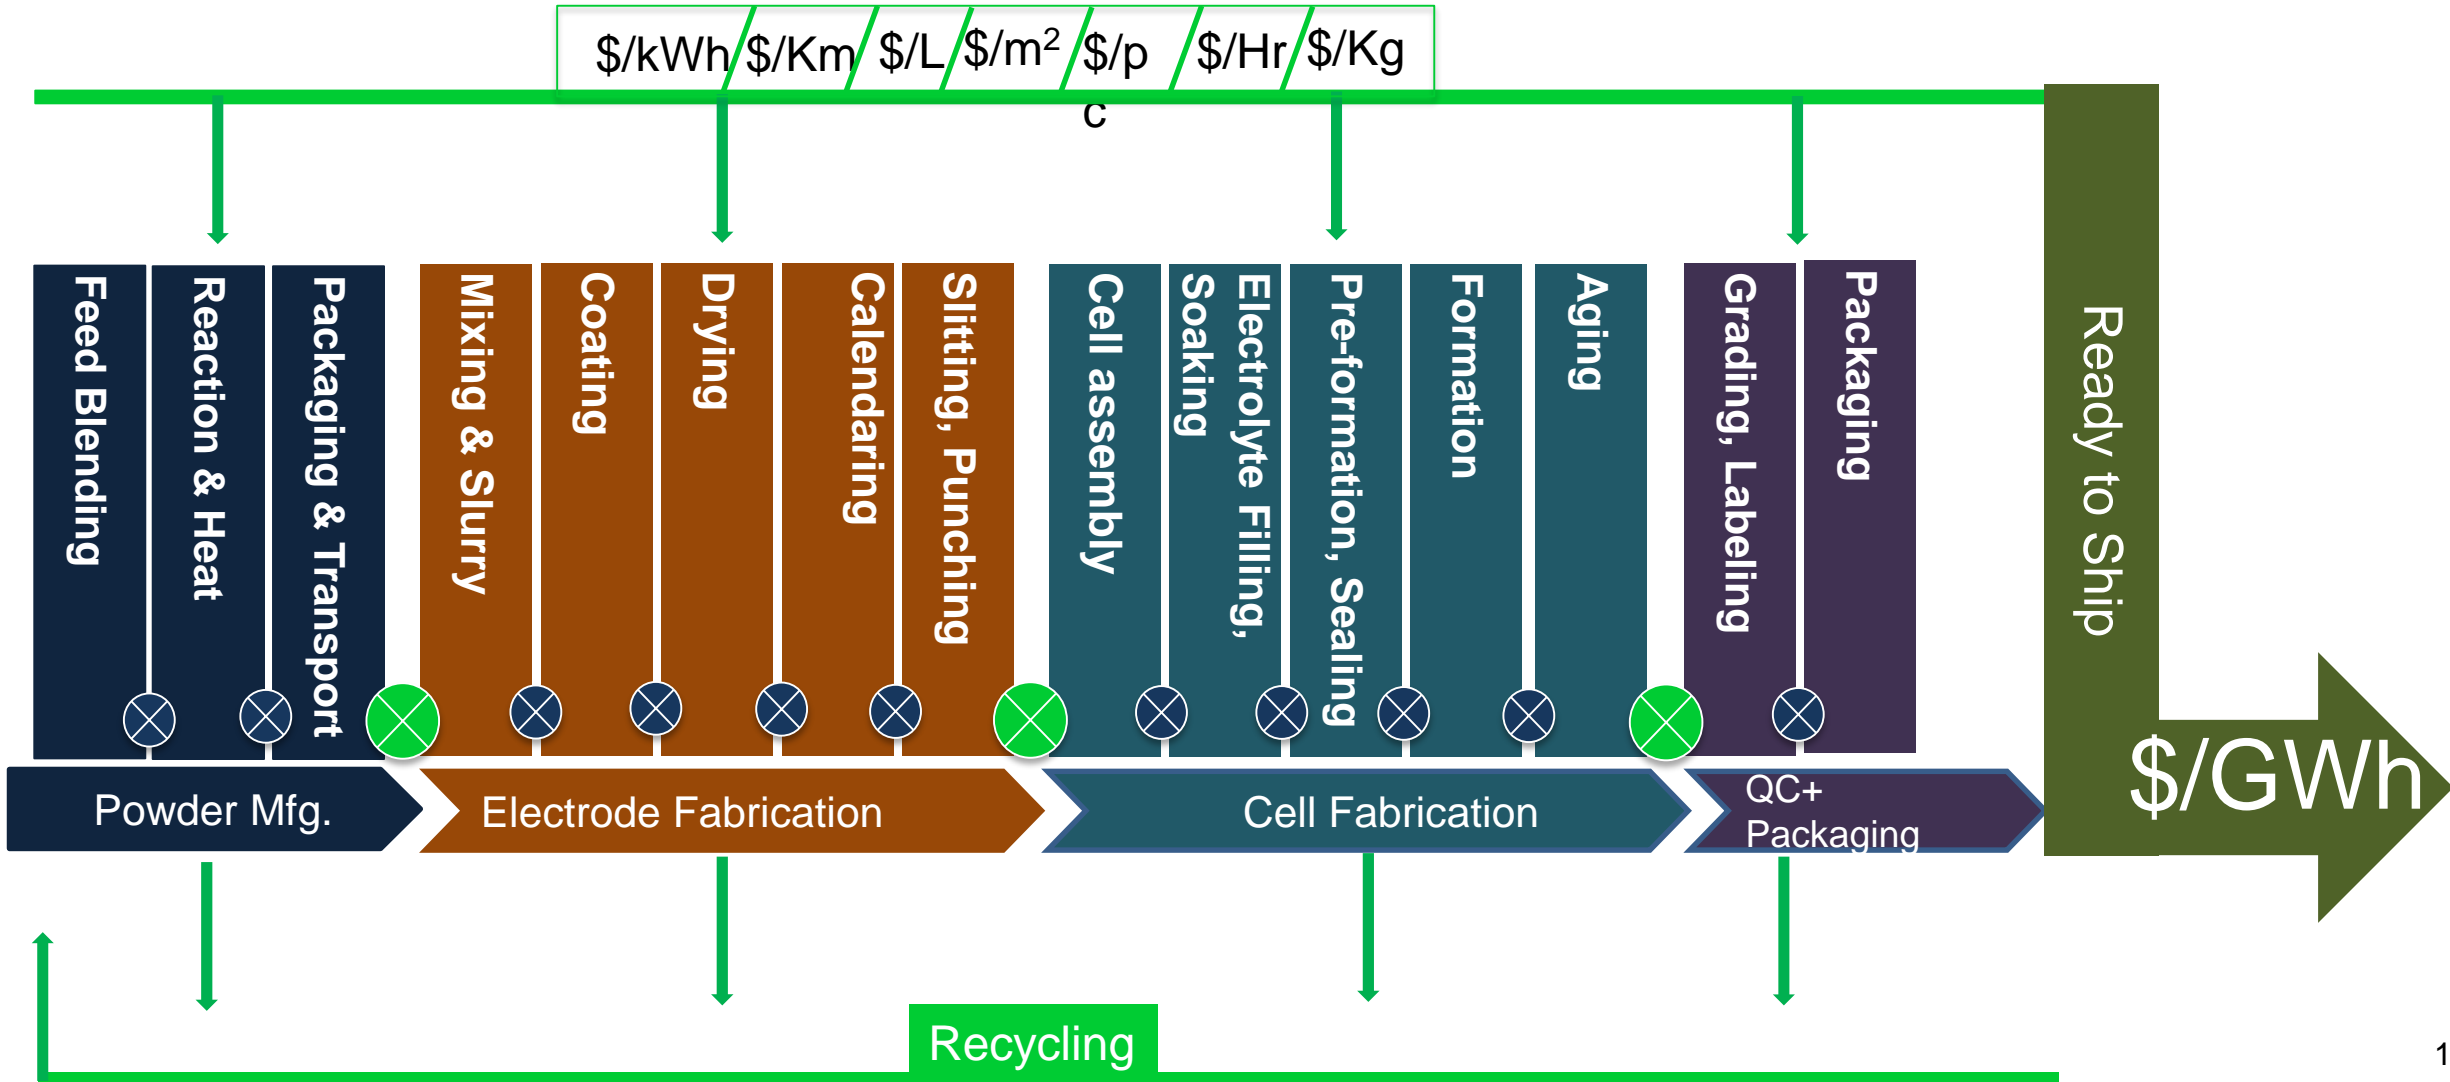 $/kWh $/Km $/L $/m² $/p $/Hr $/Kg
c
Feed Blending
Reaction & Heat
Packaging & Transport
Mixing & Slurry
Coating
Drying
Calendaring
Slitting, Punching
Cell assembly
Electrolyte Filling,
Soaking
Pre-formation, Sealing
Formation
Aging
Grading, Labeling
Packaging
Ready to Ship
Powder Mfg.
Electrode Fabrication
Cell Fabrication
QC+
Packaging
$/GWh
Recycling
1